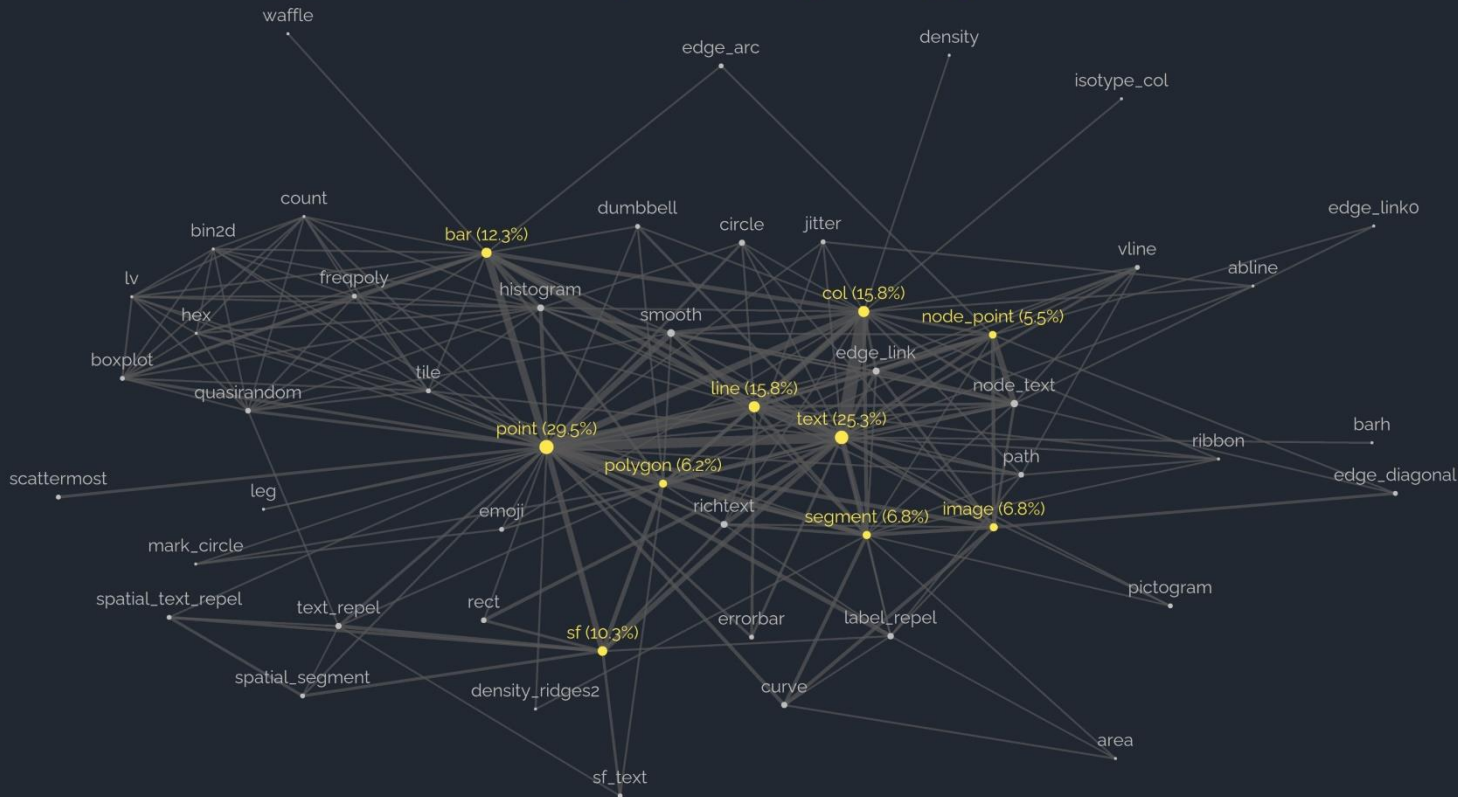 waffle
edge_arc
density
isotype_col
count
bin2d
bar (12.3%)
dumbbell
circle
jitter
edge_link0
vline
abline
lv
freqpoly
histogram
col (15.8%)
hex
smooth
node_point (5.5%)
boxplot
edge_link
quasirandom
tile
line (15.8%)
node_text
point (29.5%)
text (25.3%)
barh
ribbon
polygon (6.2%)
path
scattermost
leg
edge_diagonal
emoji
richtext
segment (6.8%)
image (6.8%)
mark_circle
spatial_text_repel
text_repel
rect
pictogram
sf (10.3%)
errorbar
label_repel
spatial_segment
density_ridges2
curve
area
sf_text